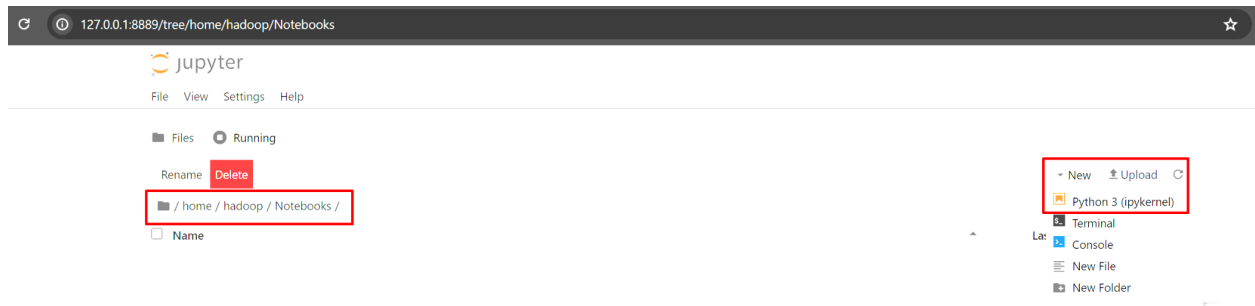 127.0.0.1:8889/tree/home/hadoop/Notebooks
jupyter
File View Settings Help
Files Running
Rename Delete New Upload
/ home / hadoop / Notebooks / Python 3 (ipykernel)
Terminal
Name Las
Console
New File
New Folder